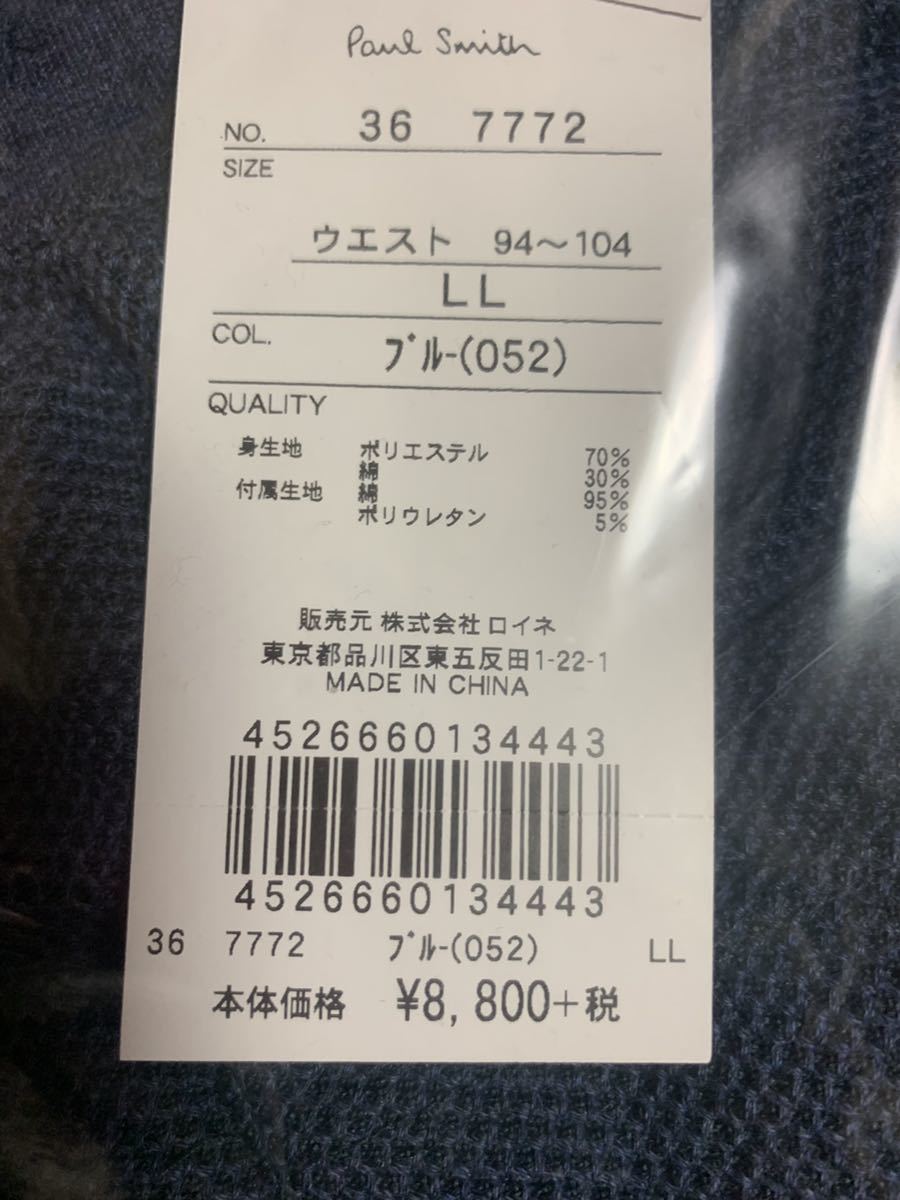 Paul Smith
NO. 36 7772
SIZE
ウエスト 94～104
LL
COL.
ﾌﾞﾙｰ(052)
QUALITY
身生地 ポリエステル 70%
綿 30%
付属生地 綿 95%
ポリウレタン 5%
販売元 株式会社 ロイネ
東京都品川区東五反田1-22-1
MADE IN CHINA
4526660134443
4526660134443
36 7772 ﾌﾞﾙｰ(052) LL
本体価格 ¥8,800+税